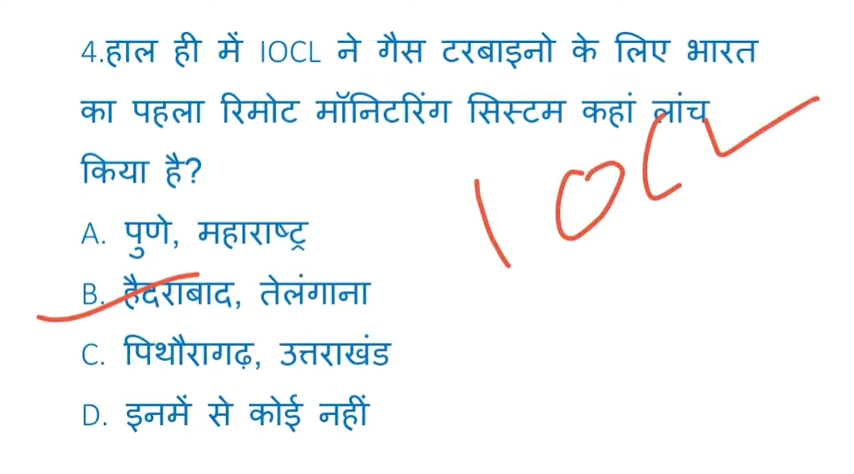 4.हाल ही में IOCL ने गैस टरबाइनो के लिए भारत
का पहला रिमोट मॉनिटरिंग सिस्टम कहां लांच
किया है?
IOCL
A. पुणे, महाराष्ट्र
B. हैदराबाद, तेलंगाना
C. पिथौरागढ़, उत्तराखंड
D. इनमें से कोई नहीं